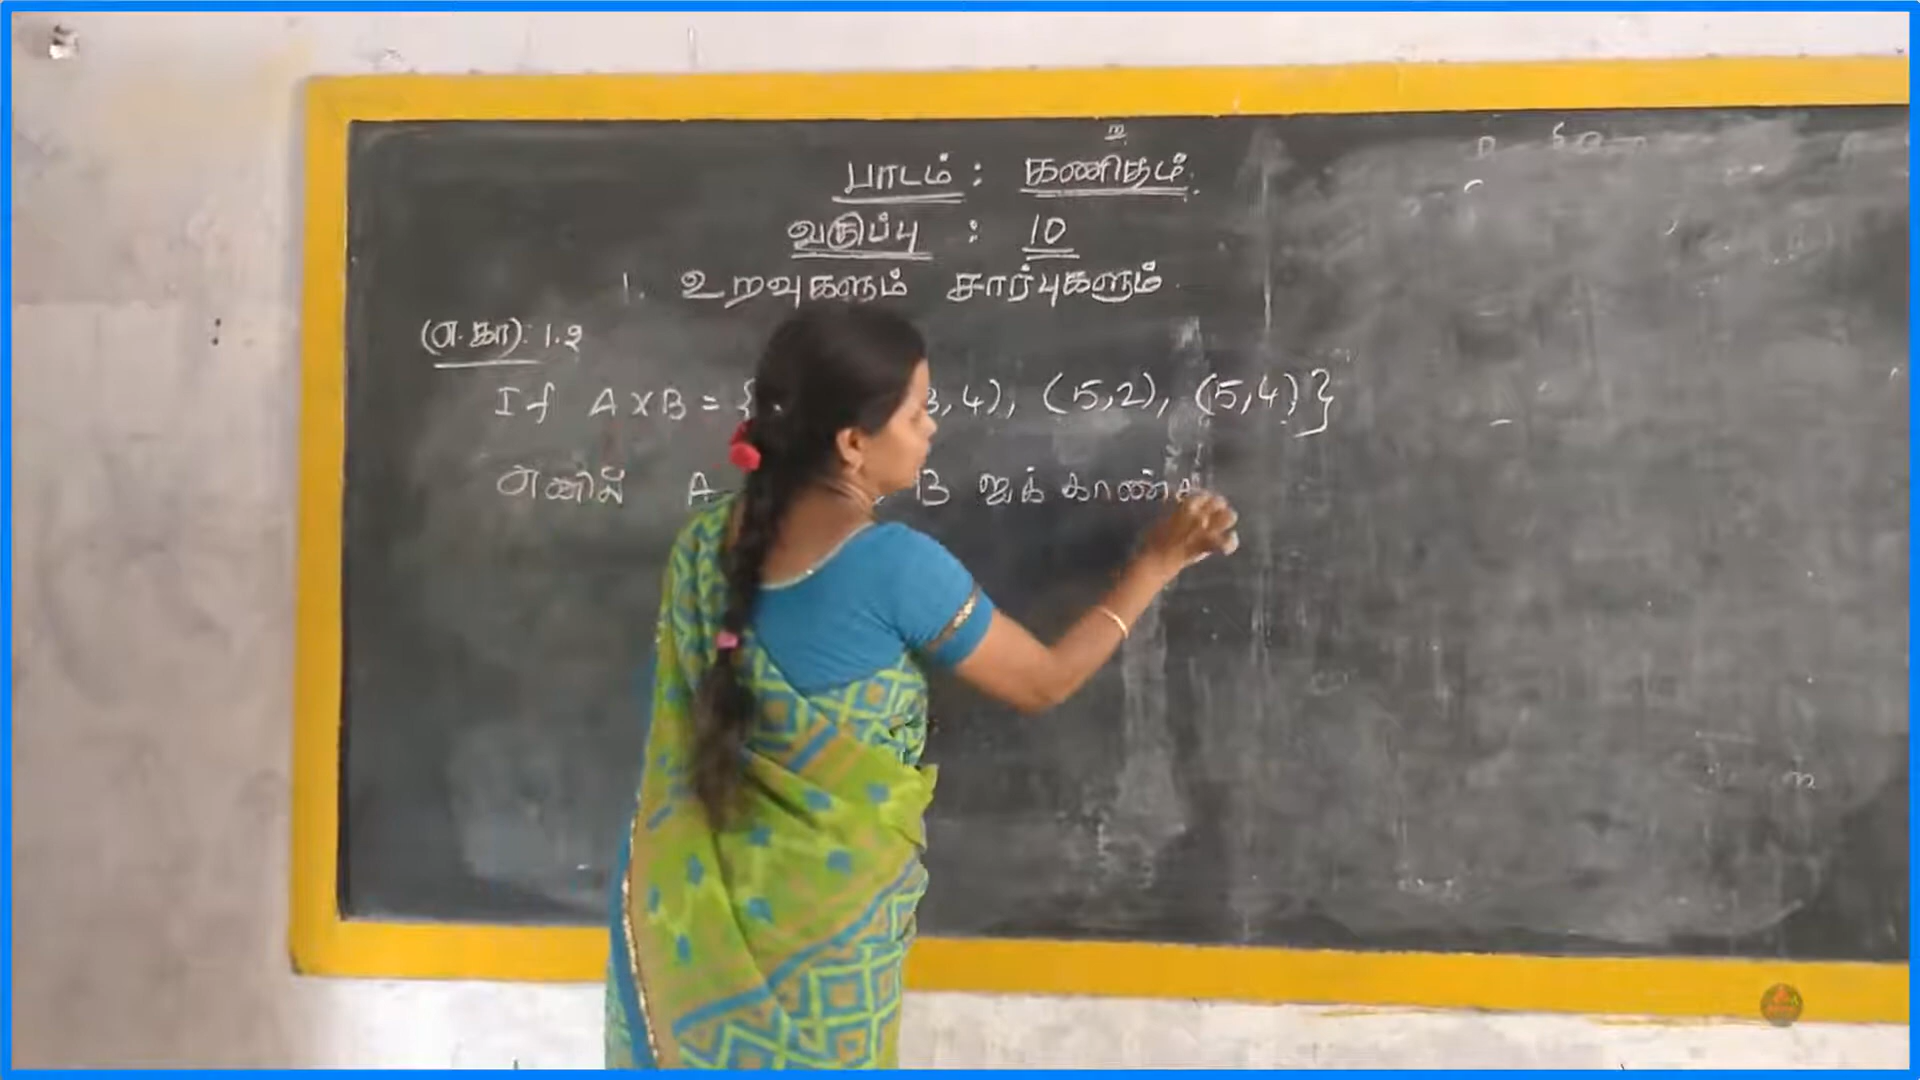 பாடம் : கணிதம்
வகுப்பு : 10
1. உறவுகளும் சார்புகளும்
(எ.கா): 1.2
If A X B = { 3,4), (5,2), (5,4)}
எனில் A B ஐக் காண்க